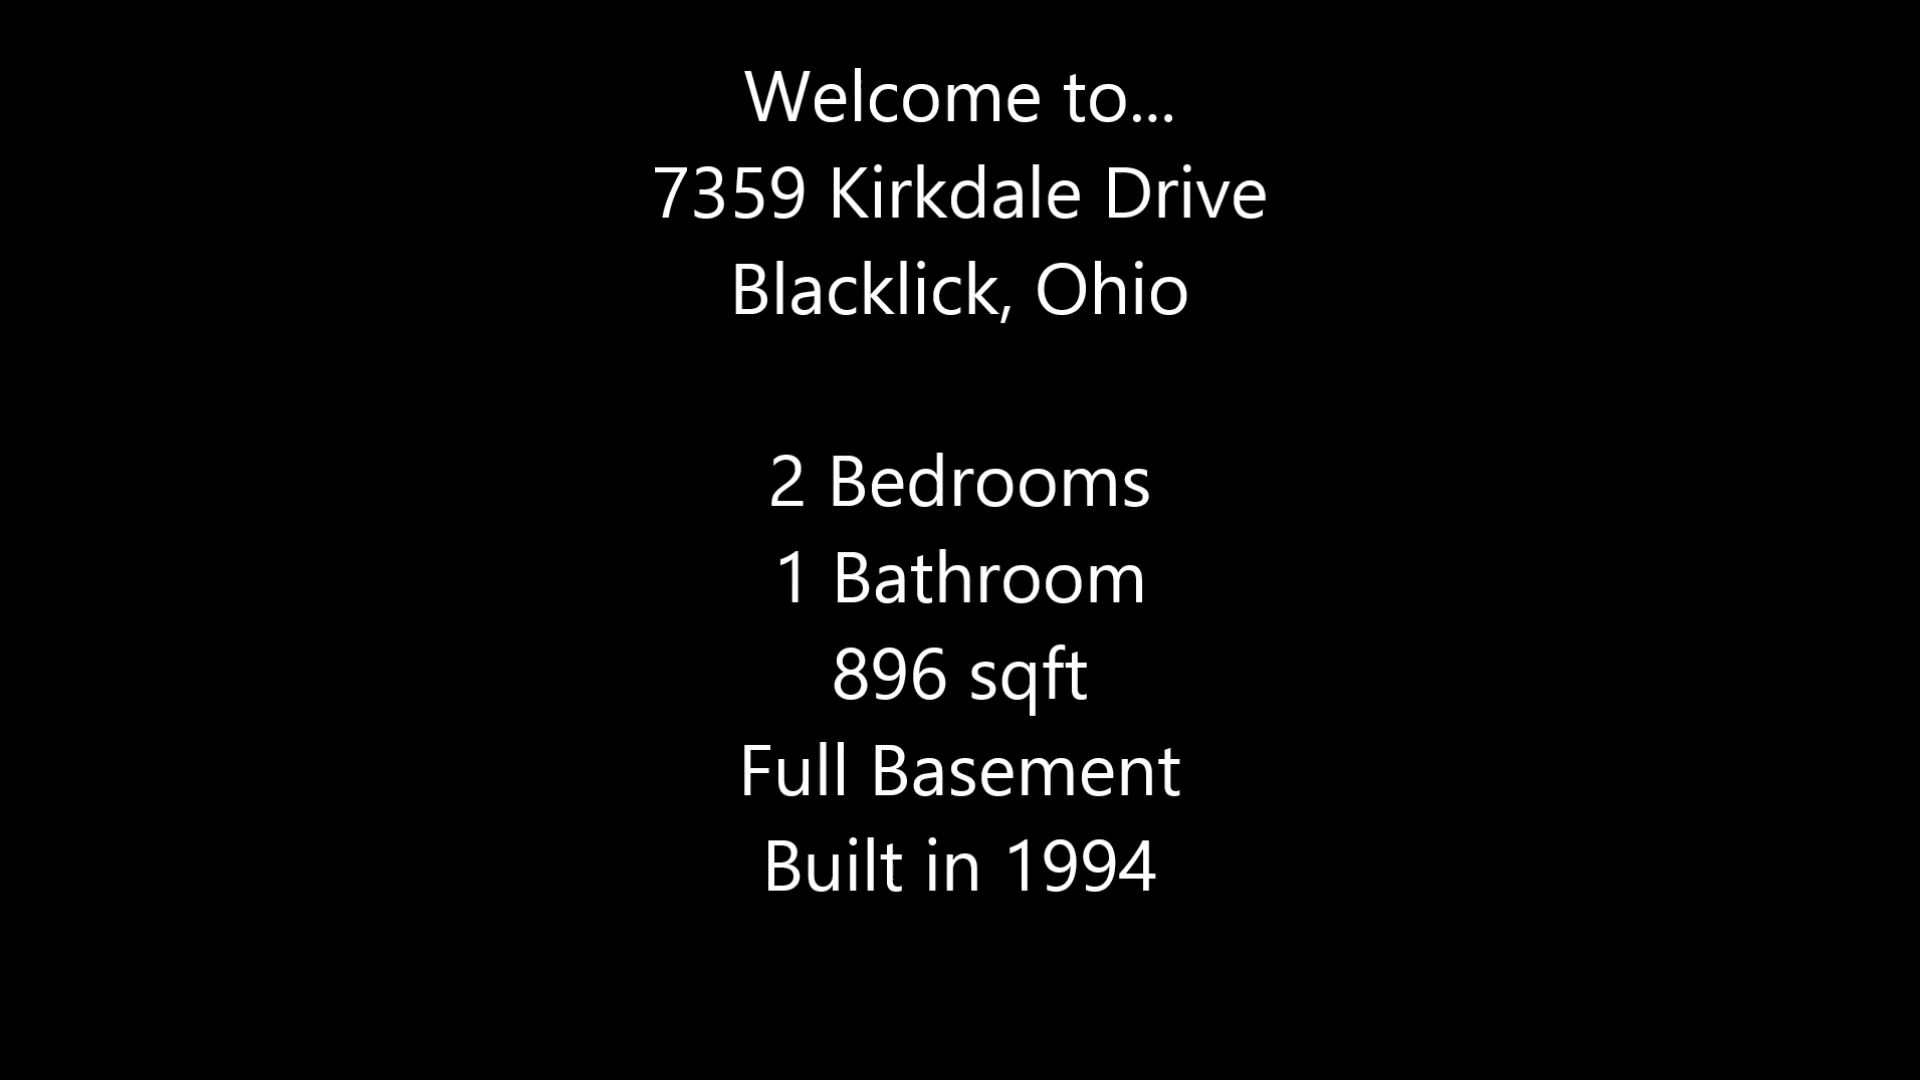 Welcome to...
7359 Kirkdale Drive
Blacklick, Ohio
2 Bedrooms
1 Bathroom
896 sqft
Full Basement
Built in 1994